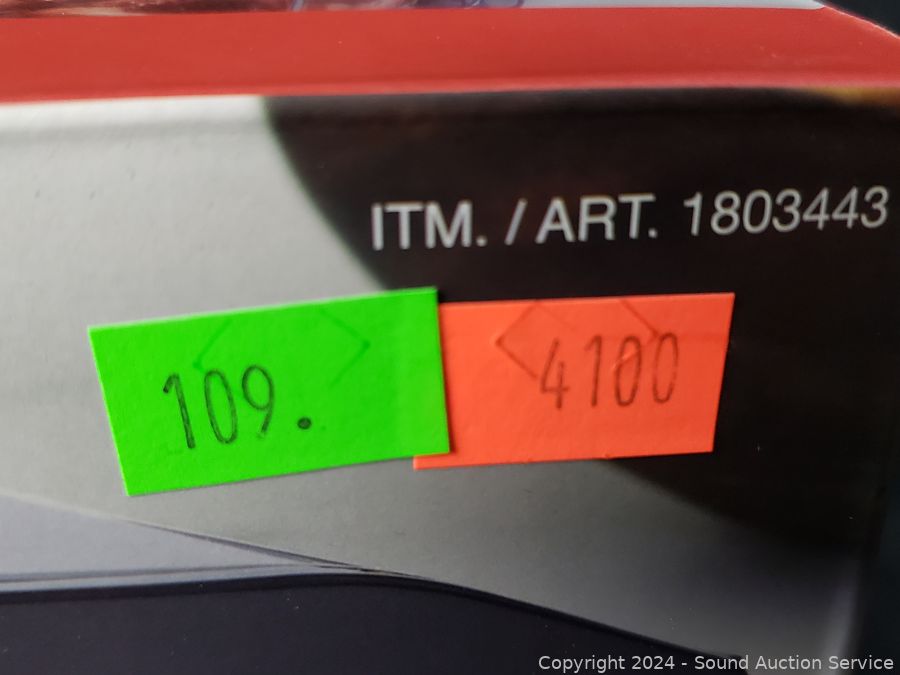 ITM. / ART. 1803443
109.
4100
Copyright © 2024 - Sound Auction Service